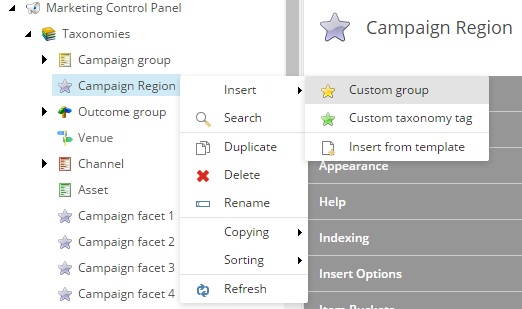 Marketing Control Panel
Taxonomies
Campaign group
Campaign Region
Outcome group
Venue
Channel
Asset
Campaign facet 1
Campaign facet 2
Campaign facet 3
Campaign facet 4
Insert
Search
Duplicate
Delete
Rename
Copying
Sorting
Refresh
Custom group
Custom taxonomy tag
Insert from template
Campaign Region
Appearance
Help
Indexing
Insert Options
Item Buckets